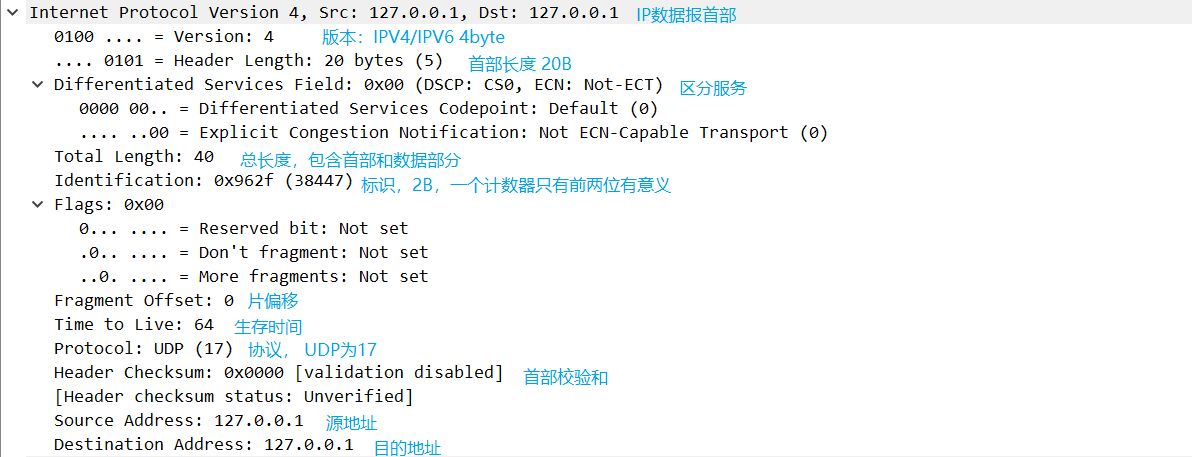 Internet Protocol Version 4, Src: 127.0.0.1, Dst: 127.0.0.1 IP数据报首部
0100 .... = Version: 4 版本：IPV4/IPV6 4byte
.... 0101 = Header Length: 20 bytes (5) 首部长度 20B
Differentiated Services Field: 0x00 (DSCP: CS0, ECN: Not-ECT) 区分服务
0000 00.. = Differentiated Services Codepoint: Default (0)
.... ..00 = Explicit Congestion Notification: Not ECN-Capable Transport (0)
Total Length: 40 总长度，包含首部和数据部分
Identification: 0x962f (38447) 标识，2B，一个计数器只有前两位有意义
Flags: 0x00
0... .... = Reserved bit: Not set
.0.. .... = Don't fragment: Not set
..0. .... = More fragments: Not set
Fragment Offset: 0 片偏移
Time to Live: 64 生存时间
Protocol: UDP (17) 协议， UDP为17
Header Checksum: 0x0000 [validation disabled] 首部校验和
[Header checksum status: Unverified]
Source Address: 127.0.0.1 源地址
Destination Address: 127.0.0.1 目的地址